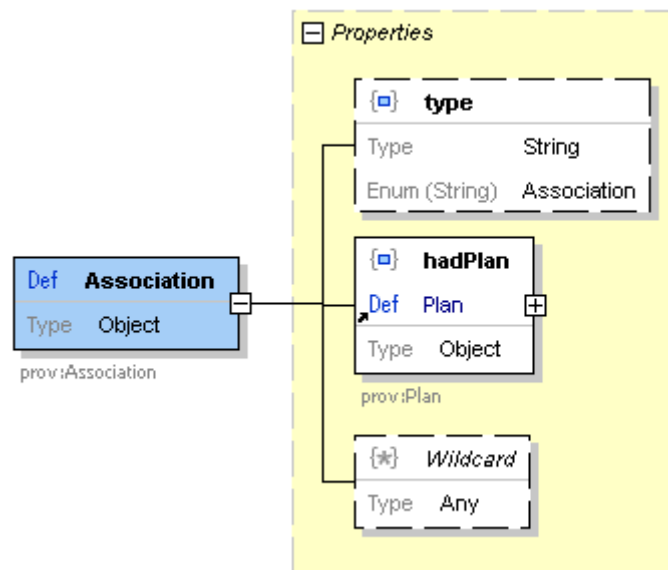 Properties
{} type
Type String
Enum (String) Association
Def Association
Type Object
prov:Association
{} hadPlan
Def Plan
Type Object
prov:Plan
{*} Wildcard
Type Any